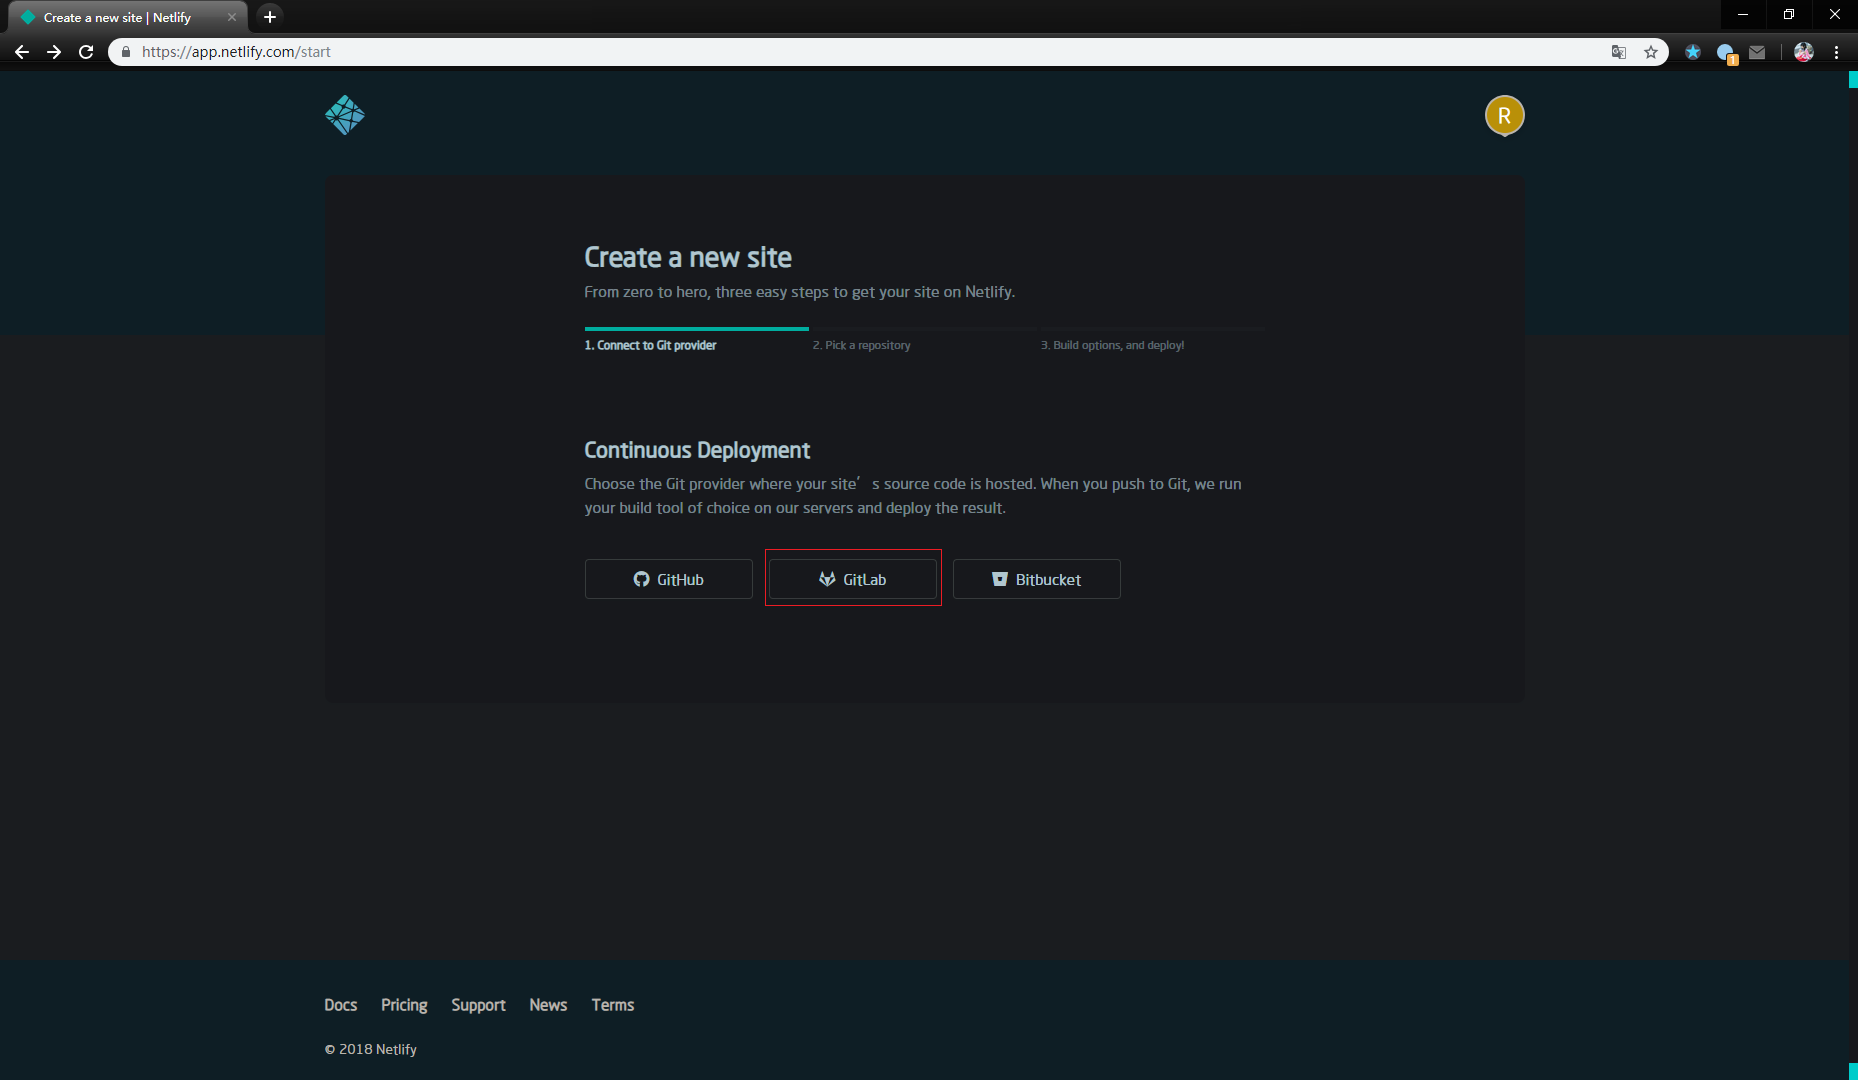 Create a new site | Netlify
https://app.netlify.com/start
1
R
Create a new site
From zero to hero, three easy steps to get your site on Netlify.
1. Connect to Git provider
2. Pick a repository
3. Build options, and deploy!
Continuous Deployment
Choose the Git provider where your site’s source code is hosted. When you push to Git, we run
your build tool of choice on our servers and deploy the result.
GitHub
GitLab
Bitbucket
Docs Pricing Support News Terms
© 2018 Netlify